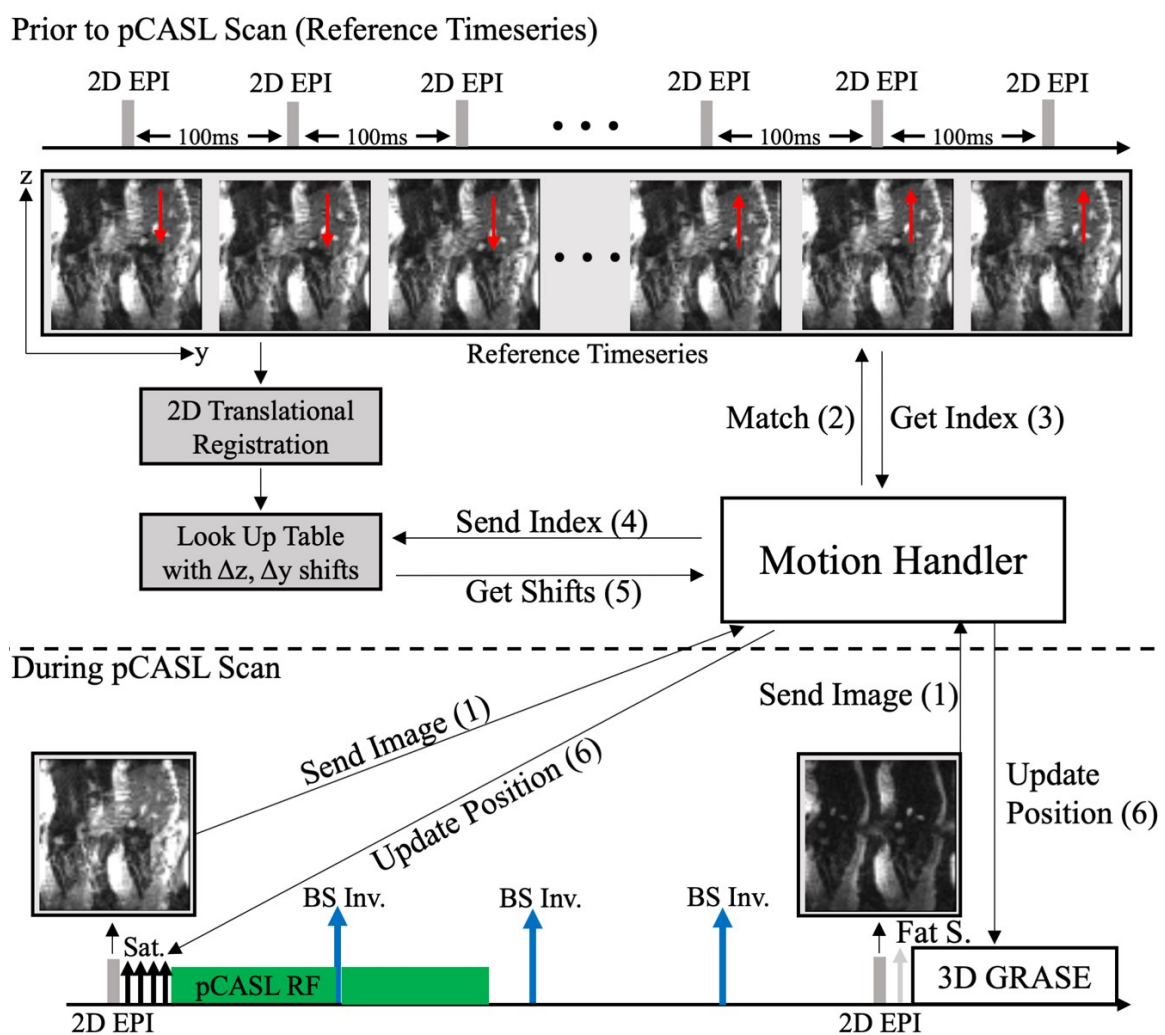 Prior to pCASL Scan (Reference Timeseries)
2D EPI 2D EPI 2D EPI 2D EPI 2D EPI 2D EPI
100ms 100ms • • • 100ms 100ms
z
• • •
y
Reference Timeseries
2D Translational
Registration
Match (2) Get Index (3)
Look Up Table
with Δz, Δy shifts
Send Index (4)
Get Shifts (5)
Motion Handler
During pCASL Scan
Send Image (1)
Update Position (6)
Send Image (1)
Update
Position (6)
BS Inv. BS Inv. BS Inv.
Sat. Fat S.
pCASL RF 3D GRASE
2D EPI 2D EPI